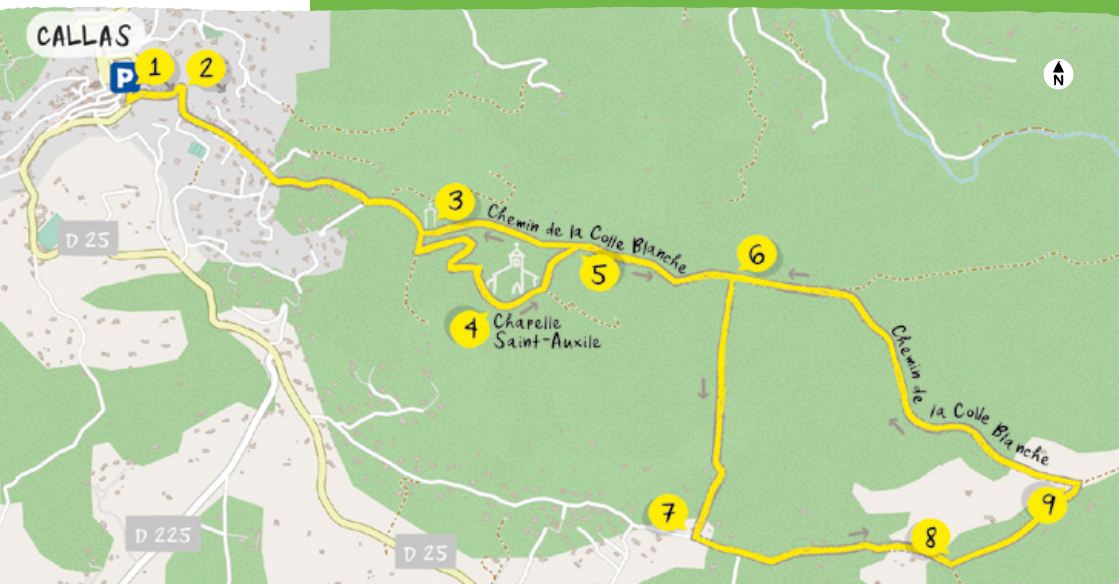 CALLAS
P
1
2
N
3
Chemin de la Colle Blanche
D 25
6
5
4
Chapelle
Saint-Auxile
Chemin de la Colle Blanche
7
9
D 225
8
D 25